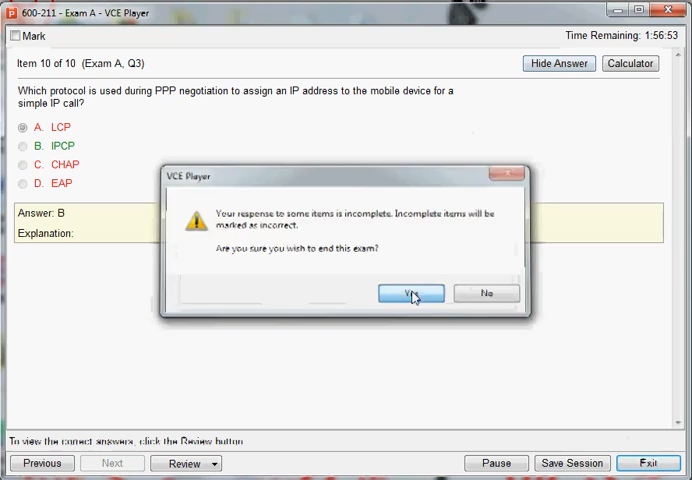 600-211 - Exam A - VCE Player
Mark
Time Remaining: 1:56:53
Item 10 of 10 (Exam A, Q3)
Hide Answer
Calculator
Which protocol is used during PPP negotiation to assign an IP address to the mobile device for a
simple IP call?
A. LCP
B. IPCP
C. CHAP
D. EAP
Answer: B
Explanation:
VCE Player
Your response to some items is incomplete. Incomplete items will be
marked as incorrect.
Are you sure you wish to end this exam?
No
To view the correct answers, click the Review button
Previous
Next
Review
Pause
Save Session
Exit